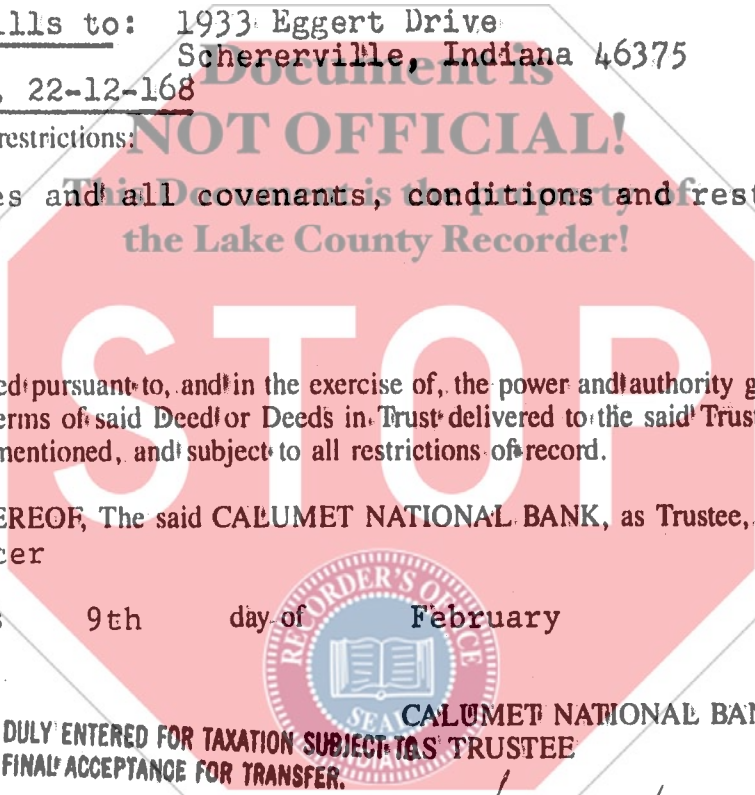 ills to: 1933 Eggert Drive
Schererville, Indiana 46375
, 22-12-168
Document is
NOT OFFICIAL!
restrictions:
This Document is the property of
es and all covenants, conditions and rest
the Lake County Recorder!
STOP
ed pursuant to, and in the exercise of, the power and authority g
erms of said Deed or Deeds in Trust delivered to the said Trust
mentioned, and subject to all restrictions of record.
EREOF, The said CALUMET NATIONAL BANK, as Trustee,
cer
9th day of February
RECORDER'S OFFICE
SEAL
INDIANA
CALUMET NATIONAL BAN
AS TRUSTEE
DULY ENTERED FOR TAXATION SUBJECT TO
FINAL ACCEPTANCE FOR TRANSFER.